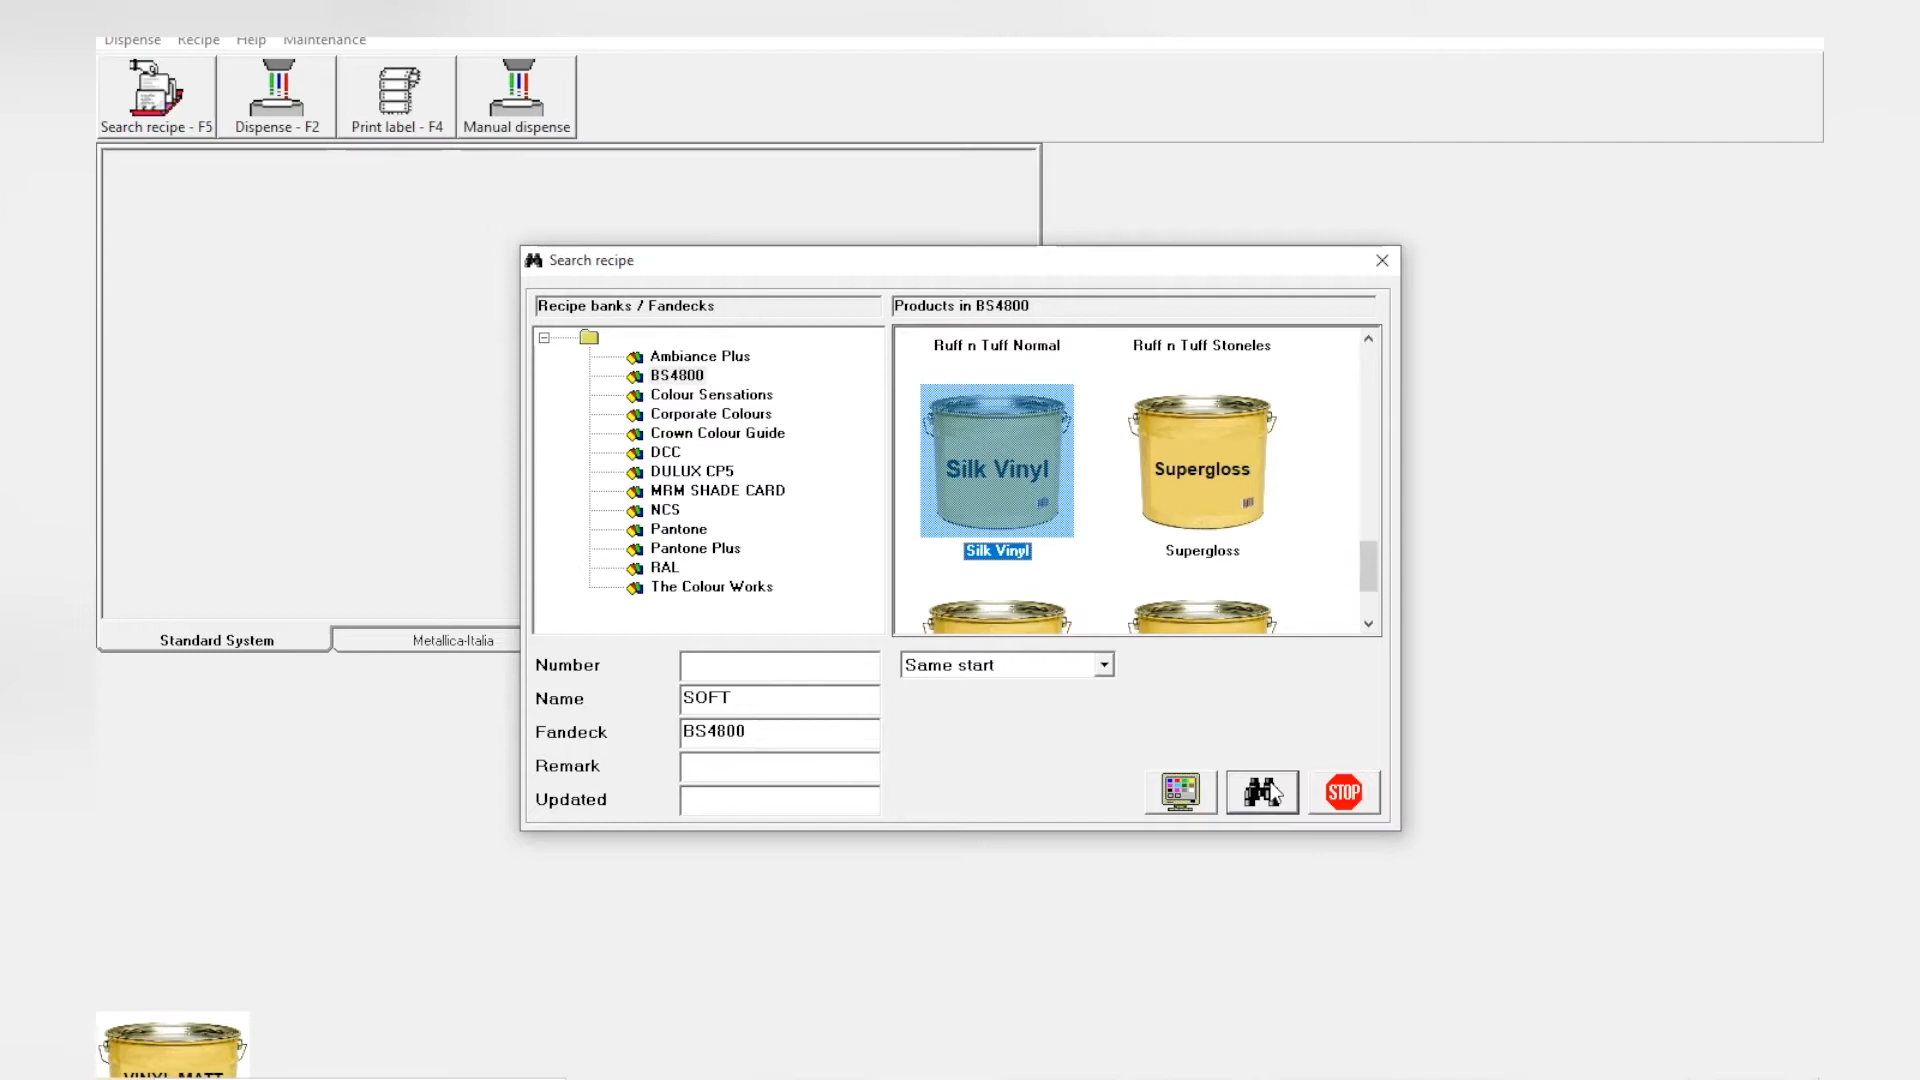 Dispense Recipe Help Maintenance
Search recipe - F5
Dispense - F2
Print label - F4
Manual dispense
Search recipe
Recipe banks / Fandecks
Products in BS4800
Ambiance Plus
BS4800
Colour Sensations
Corporate Colours
Crown Colour Guide
DCC
DULUX CP5
MRM SHADE CARD
NCS
Pantone
Pantone Plus
RAL
The Colour Works
Ruff n Tuff Normal
Ruff n Tuff Stoneles
Silk Vinyl
Supergloss
Silk Vinyl
Supergloss
Standard System
Metallica-Italia
Number
Same start
Name SOFT
Fandeck BS4800
Remark
Updated
STOP
VINYL MATT